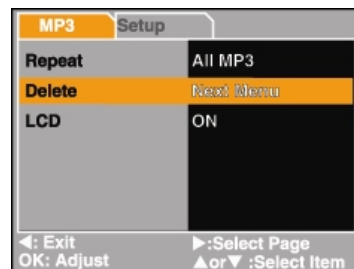 MP3 Setup
Repeat All MP3
Delete Next Menu
LCD ON
◀: Exit ▶:Select Page
OK: Adjust ▲or▼ :Select Item